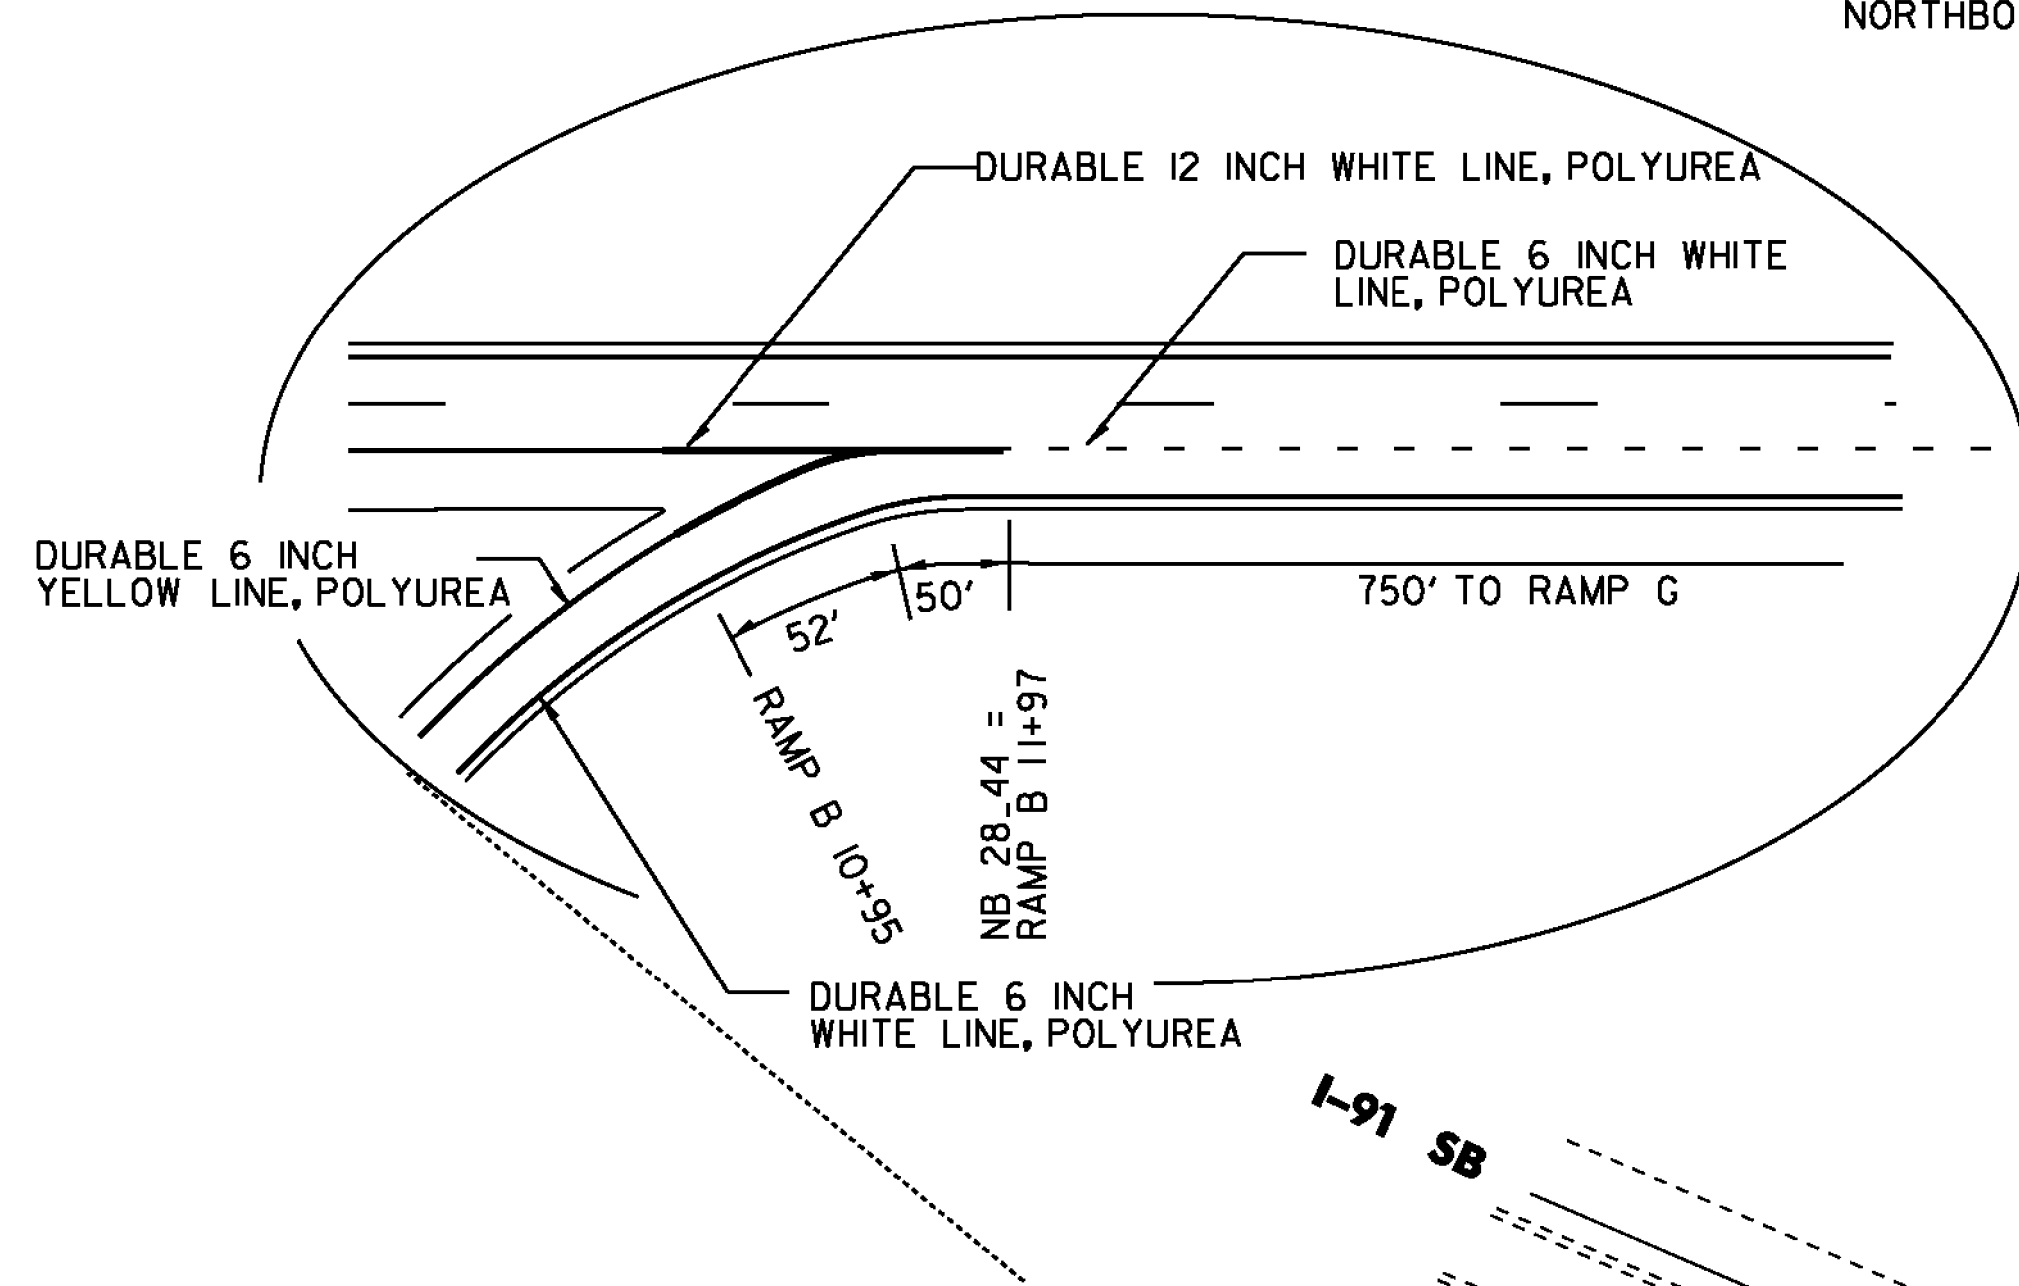 NORTHBO
DURABLE 12 INCH WHITE LINE, POLYUREA
DURABLE 6 INCH WHITE
LINE, POLYUREA
DURABLE 6 INCH
YELLOW LINE, POLYUREA
52'
50'
750' TO RAMP G
RAMP B 10+95
NB 28_44 =
RAMP B 11+97
DURABLE 6 INCH
WHITE LINE, POLYUREA
I-91 SB